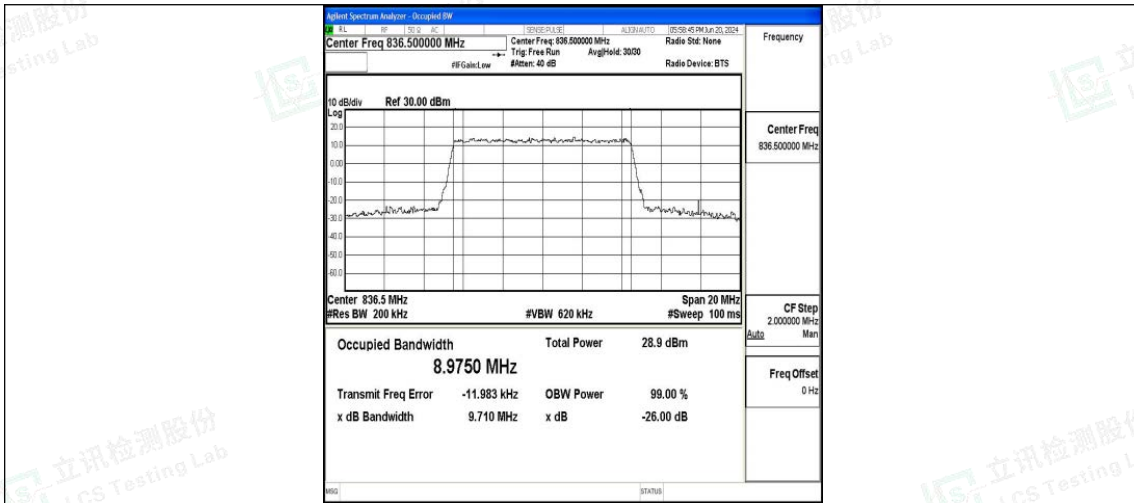 Agilent Spectrum Analyzer - Occupied BW
RL RF 50 Ω AC SENSE:PULSE ALIGN AUTO 05:58:45 PM Jun 20, 2024
Center Freq 836.500000 MHz
Center Freq: 836.500000 MHz
Radio Std: None
Trig: Free Run Avg|Hold: 30/30
#IFGain:Low #Atten: 40 dB Radio Device: BTS
10 dB/div Ref 30.00 dBm
Log
20.0
10.0
0.00
-10.0
-20.0
-30.0
-40.0
-50.0
-60.0
Center 836.5 MHz Span 20 MHz
#Res BW 200 kHz #VBW 620 kHz #Sweep 100 ms
Occupied Bandwidth Total Power 28.9 dBm
8.9750 MHz
Transmit Freq Error -11.983 kHz OBW Power 99.00 %
x dB Bandwidth 9.710 MHz x dB -26.00 dB
MSG STATUS
Frequency
Center Freq
836.500000 MHz
CF Step
2.000000 MHz
Auto Man
Freq Offset
0 Hz
立讯检测股份
LCS Testing Lab
立讯检测股份
LCS Testing L